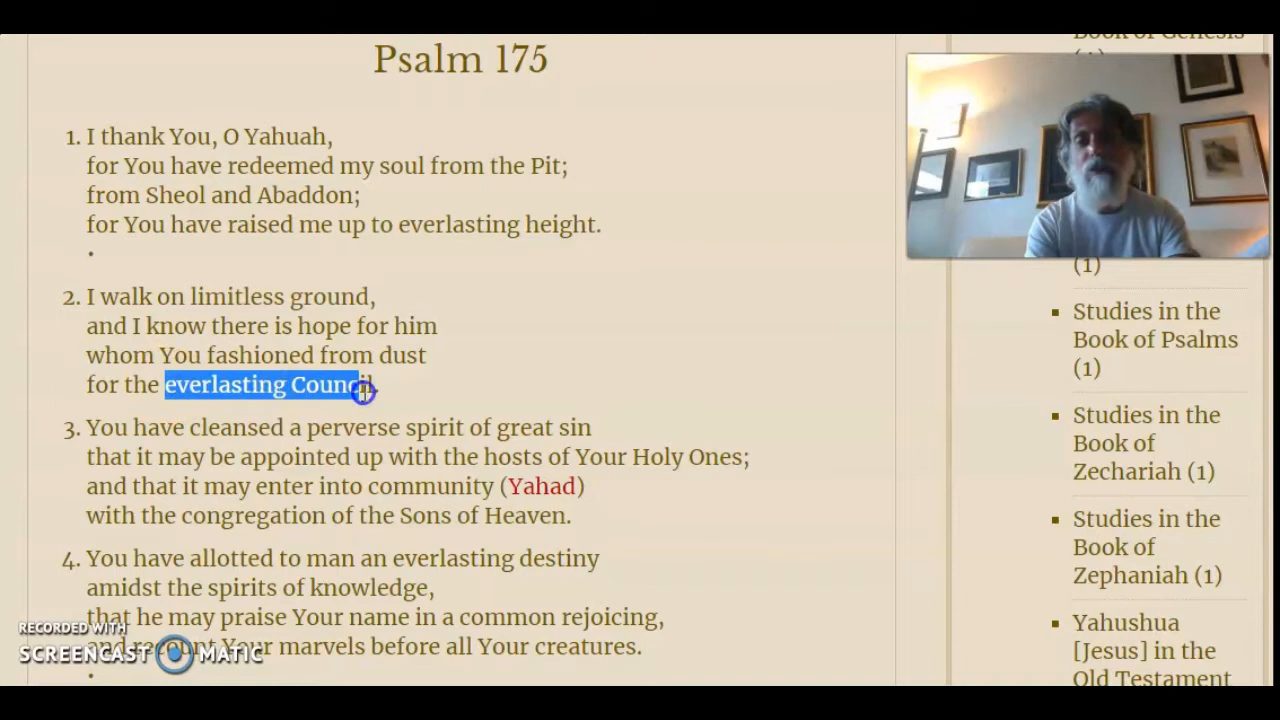 Psalm 175
1. I thank You, O Yahuah,
for You have redeemed my soul from the Pit;
from Sheol and Abaddon;
for You have raised me up to everlasting height.
2. I walk on limitless ground,
and I know there is hope for him
whom You fashioned from dust
for the everlasting Council.
3. You have cleansed a perverse spirit of great sin
that it may be appointed up with the hosts of Your Holy Ones;
and that it may enter into community (Yahad)
with the congregation of the Sons of Heaven.
4. You have allotted to man an everlasting destiny
amidst the spirits of knowledge,
that he may praise Your name in a common rejoicing,
and recount Your marvels before all Your creatures.
Book of Genesis
(1)
Studies in the
Book of Psalms
(1)
Studies in the
Book of
Zechariah (1)
Studies in the
Book of
Zephaniah (1)
Yahushua
[Jesus] in the
Old Testament
RECORDED WITH
SCREENCAST MATIC